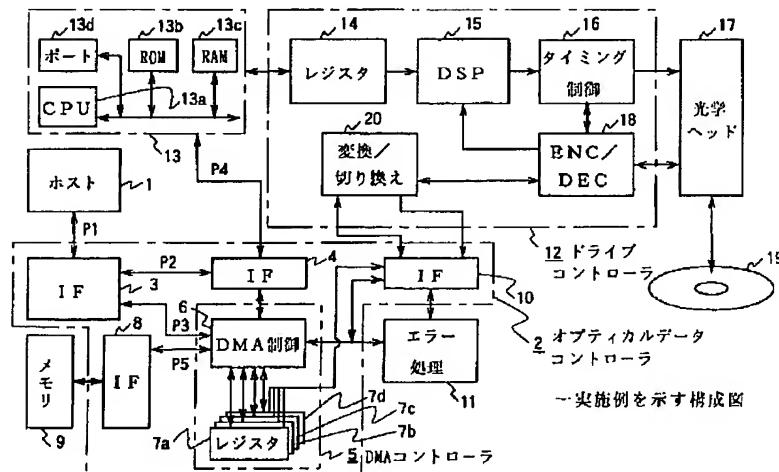 13d
13b
13c
ポート
ROM
RAM
CPU
13a
13
14
レジスタ
15
DSP
16
タイミング
制御
17
光学
ヘッド
18
ENC/
DEC
20
変換/
切り換え
12 ドライブ
コントローラ
19
ホスト
1
P1
P4
IF
3
P2
IF
4
P3
6
DMA制御
IF
10
エラー
処理
11
2 オプティカルデータ
コントローラ
メモリ
9
8
IF
P5
7a
レジスタ
7d
7c
7b
5 DMAコントローラ
一実施例を示す構成図